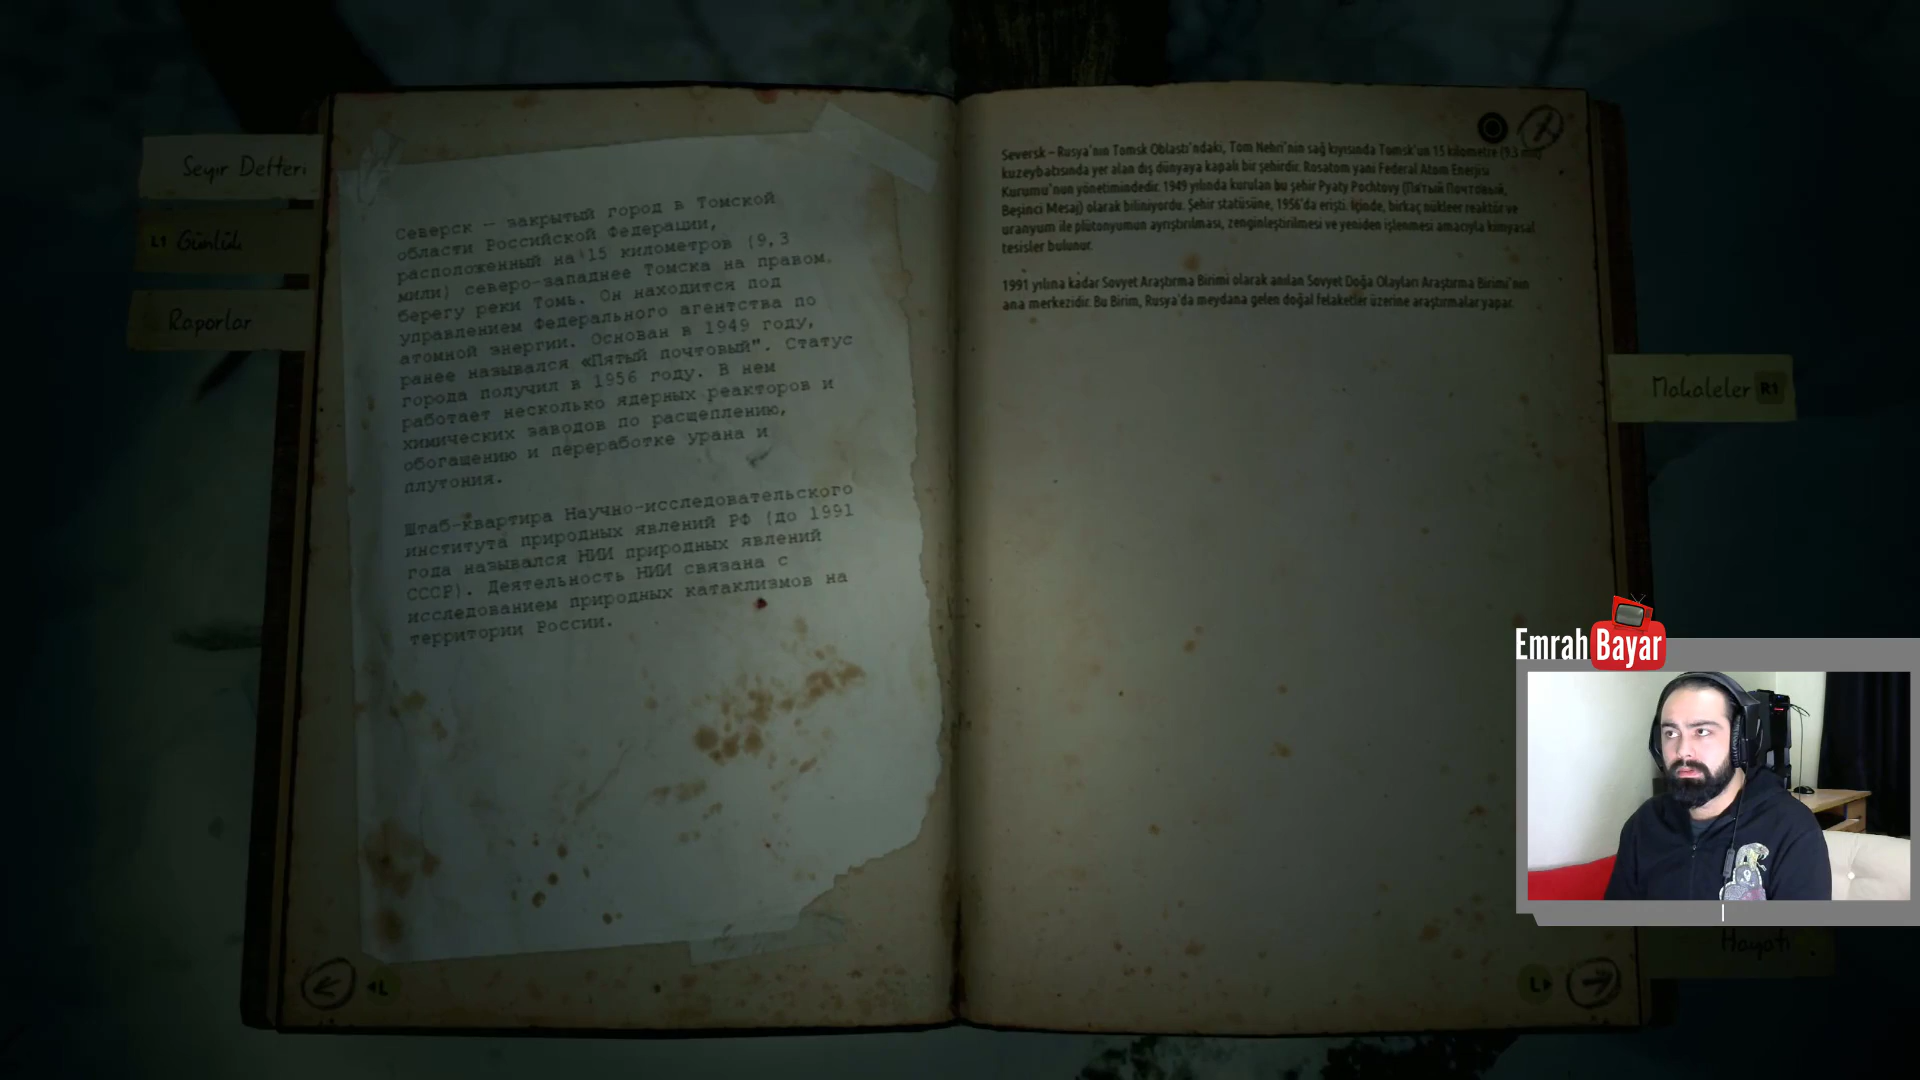 Seyir Defteri
L1 Günlük
Raporlar
Северск — закрытый город в Томской
области Российской Федерации,
расположенный на 15 километров (9,3
мили) северо-западнее Томска на правом
берегу реки Томь. Он находится под
управлением Федерального агентства по
атомной энергии. Основан в 1949 году,
ранее назывался «Пятый почтовый". Статус
города получил в 1956 году. В нем
работает несколько ядерных реакторов и
химических заводов по расщеплению,
обогащению и переработке урана и
плутония.
Штаб-квартира Научно-исследовательского
института природных явлений РФ (до 1991
года назывался НИИ природных явлений
СССР). Деятельность НИИ связана с
исследованием природных катаклизмов на
территории России.
L
Seversk – Rusya'nın Tomsk Oblastı'ndaki, Tom Nehri'nin sağ kıyısında Tomsk'un 15 kilometre (9.3 mil)
kuzeybatısında yer alan dış dünyaya kapalı bir şehirdir. Rosatom yani Federal Atom Enerjisi
Kurumu'nun yönetimindedir. 1949 yılında kurulan bu şehir Pyaty Pochtovy (Пятый Почтовый,
Beşinci Mesaj) olarak biliniyordu. Şehir statüsüne, 1956'da erişti. İçinde, birkaç nükleer reaktör ve
uranyum ile plütonyumun ayrıştırılması, zenginleştirilmesi ve yeniden işlenmesi amacıyla kimyasal
tesisler bulunur.
1991 yılına kadar Sovyet Araştırma Birimi olarak anılan Sovyet Doğa Olayları Araştırma Birimi'nin
ana merkezidir. Bu Birim, Rusya'da meydana gelen doğal felaketler üzerine araştırmalar yapar.
Makaleler R1
Emrah Bayar
Hayatı
L